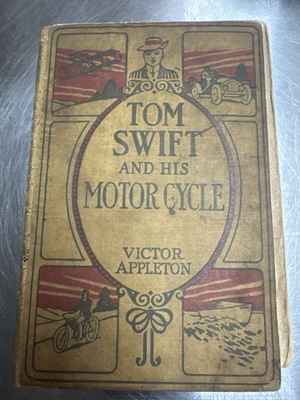 TOM
SWIFT
AND HIS
MOTOR CYCLE
VICTOR
APPLETON